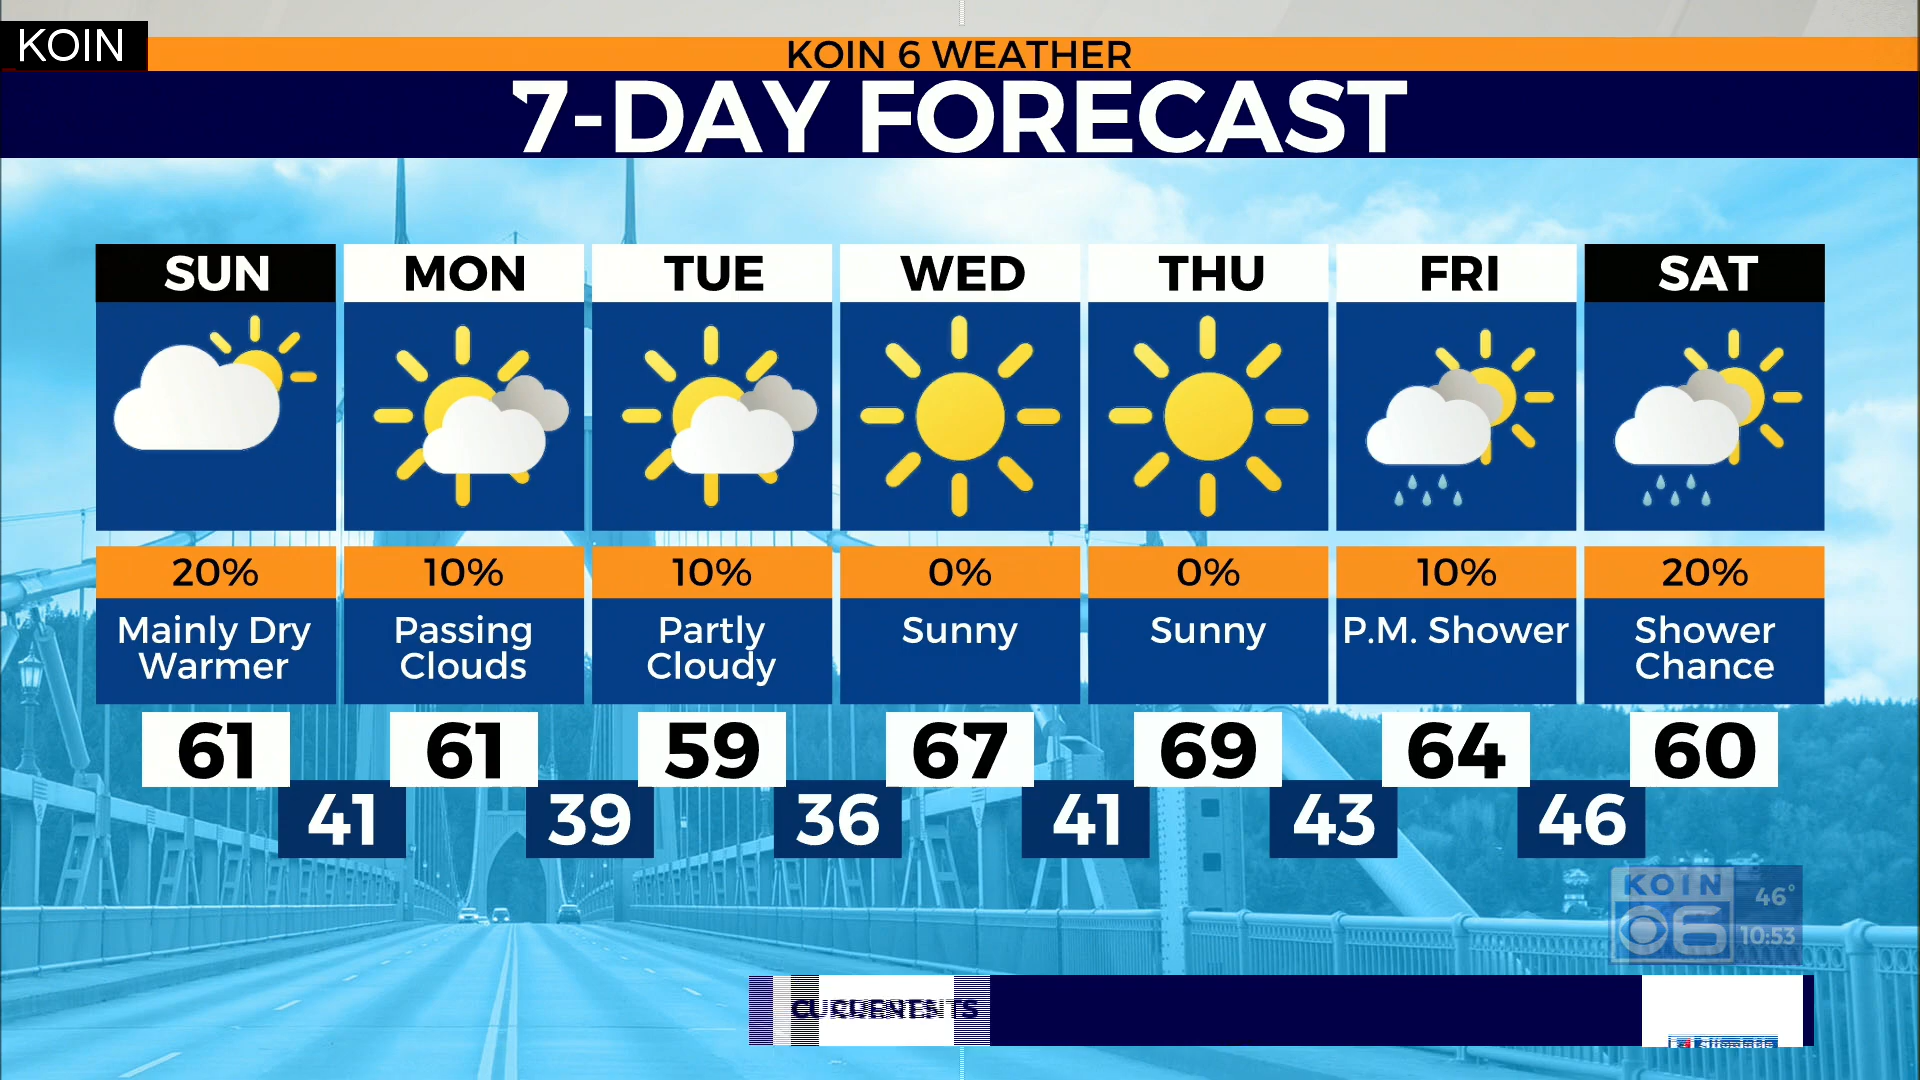 KOIN
KOIN 6 WEATHER
7-DAY FORECAST
SUN MON TUE WED THU FRI SAT
20% 10% 10% 0% 0% 10% 20%
Mainly Dry Passing Partly Sunny Sunny P.M. Shower Shower
Warmer Clouds Cloudy Chance
61 61 59 67 69 64 60
41 39 36 41 43 46
KOIN 46°
6 10:53